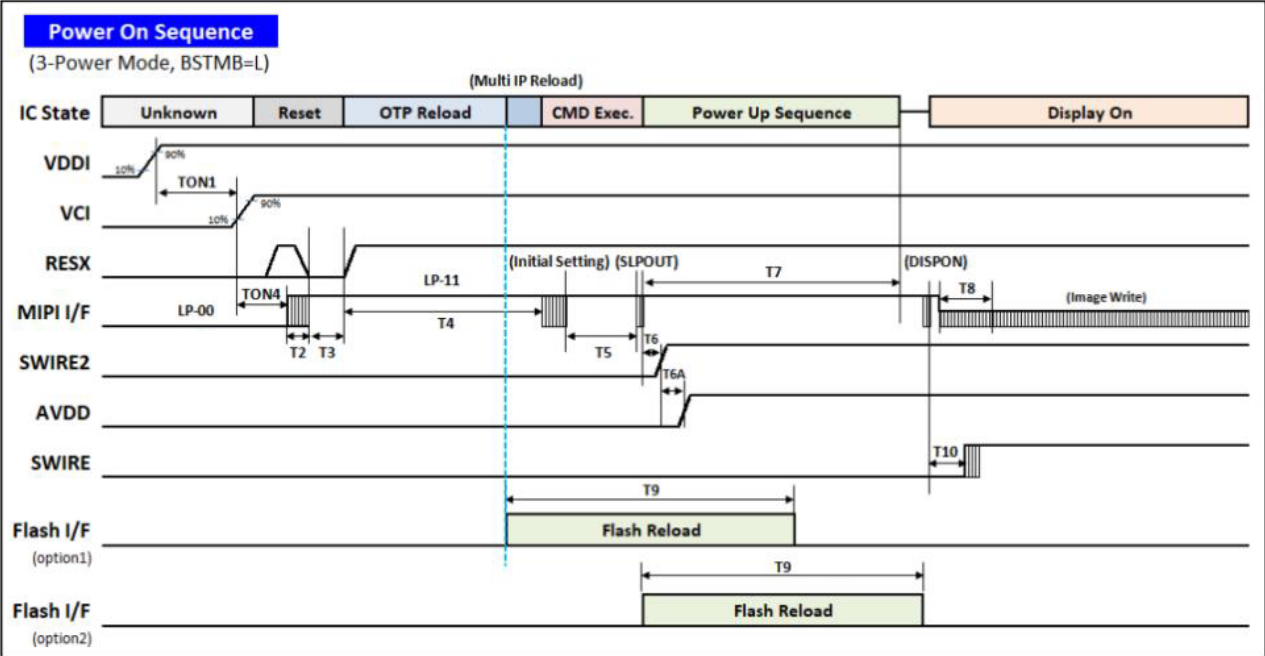 Power On Sequence
(3-Power Mode, BSTMB=L)
(Multi IP Reload)
IC State Unknown Reset OTP Reload CMD Exec. Power Up Sequence Display On
VDDI 10% 90%
TON1
VCI 10% 90%
RESX (Initial Setting) (SLPOUT) T7 (DISPON)
TON4 LP-11 T8
MIPI I/F LP-00 (Image Write)
T4
T2 T3 T5 T6
SWIRE2
T6A
AVDD
SWIRE T10
T9
Flash I/F Flash Reload
(option1)
T9
Flash I/F Flash Reload
(option2)